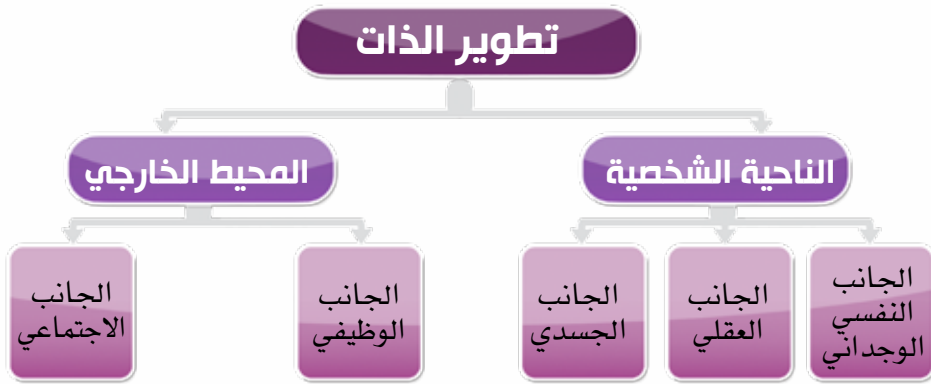 تطوير الذات
الناحية الشخصية
المحيط الخارجي
الجانب
النفسي
الوجداني
الجانب
العقلي
الجانب
الجسدي
الجانب
الوظيفي
الجانب
الاجتماعي